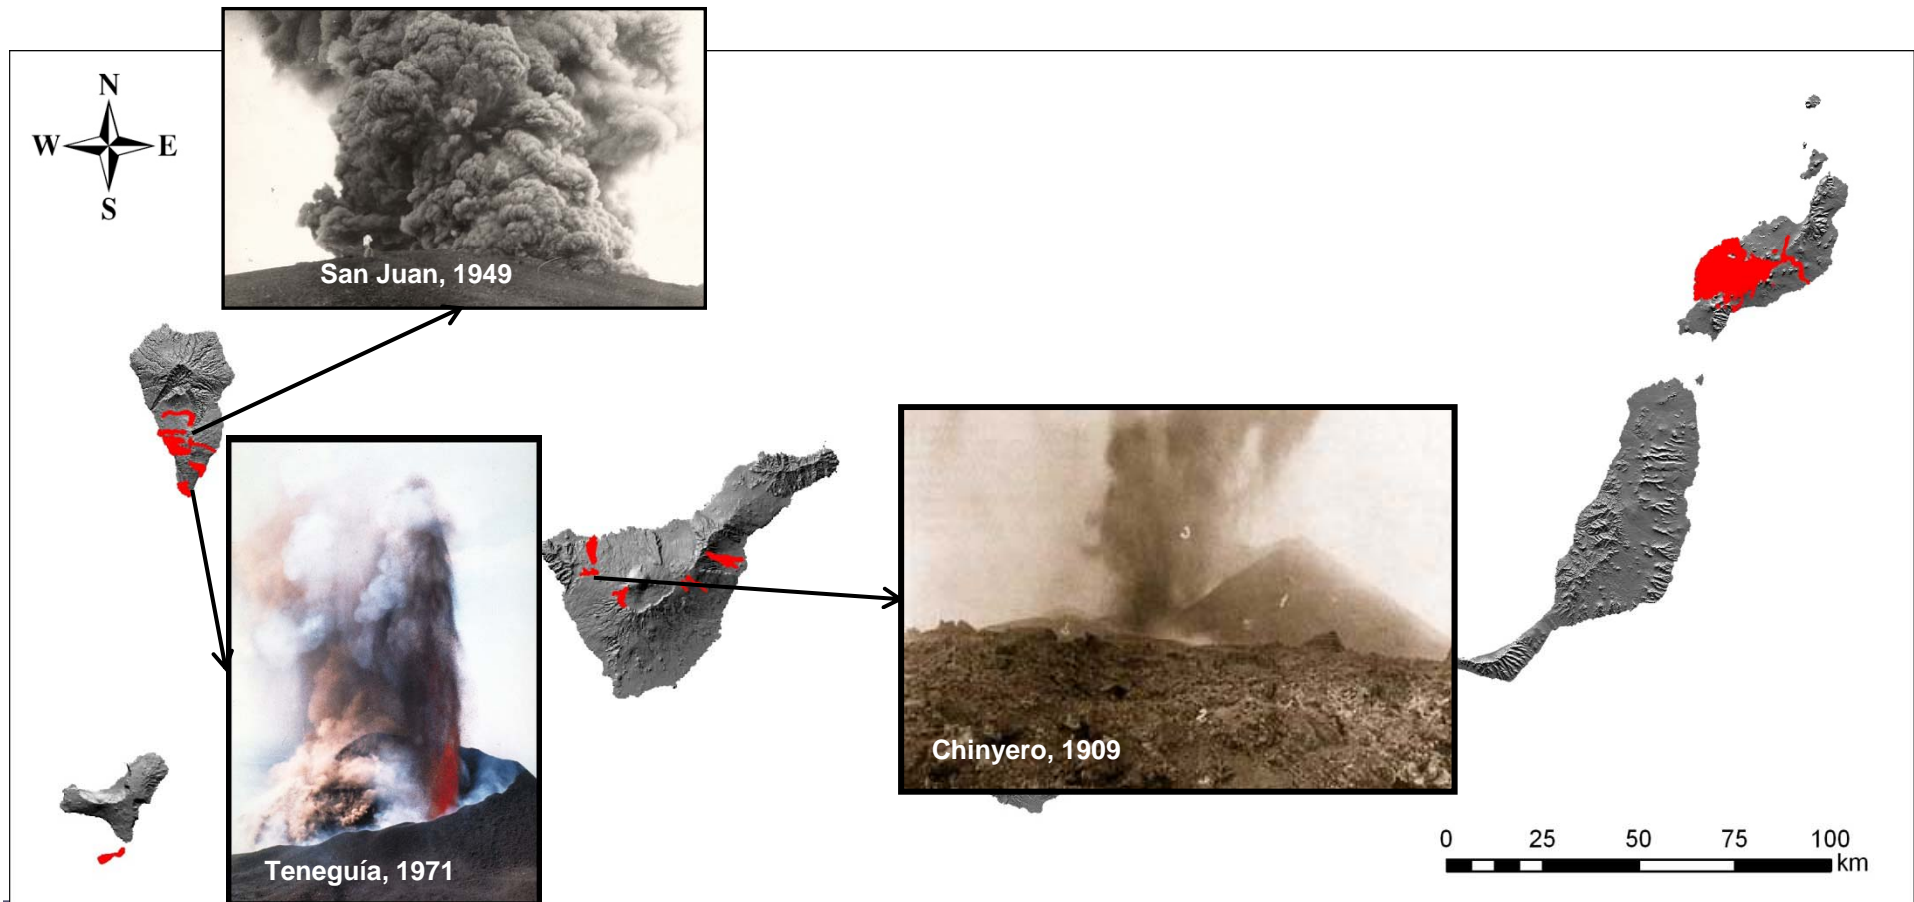 N
W E
S
San Juan, 1949
Teneguía, 1971
Chinyero, 1909
0 25 50 75 100
km